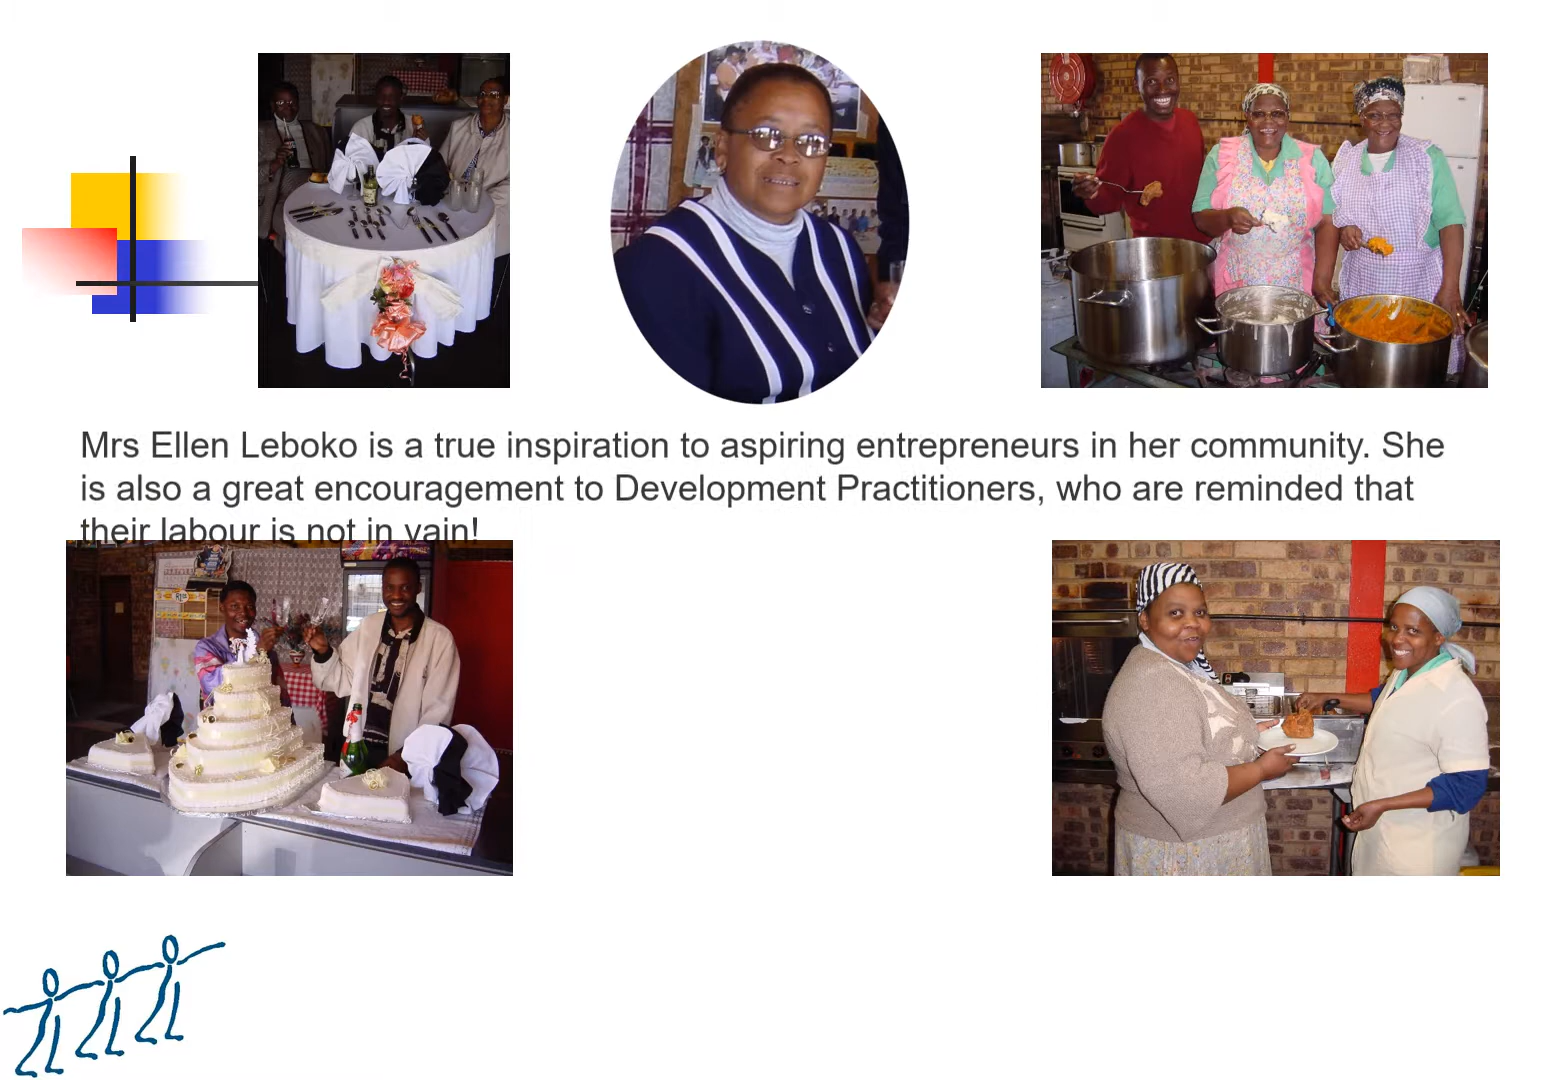 Mrs Ellen Leboko is a true inspiration to aspiring entrepreneurs in her community. She
is also a great encouragement to Development Practitioners, who are reminded that
their labour is not in vain!